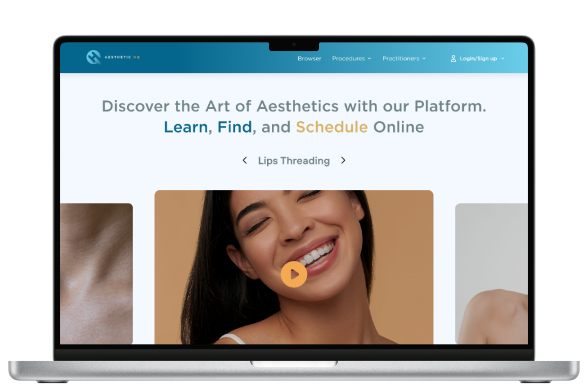 AESTHETIC
Browser Procedures Practitioners Login/Sign up
Discover the Art of Aesthetics with our Platform.
Learn, Find, and Schedule Online
Lips Threading